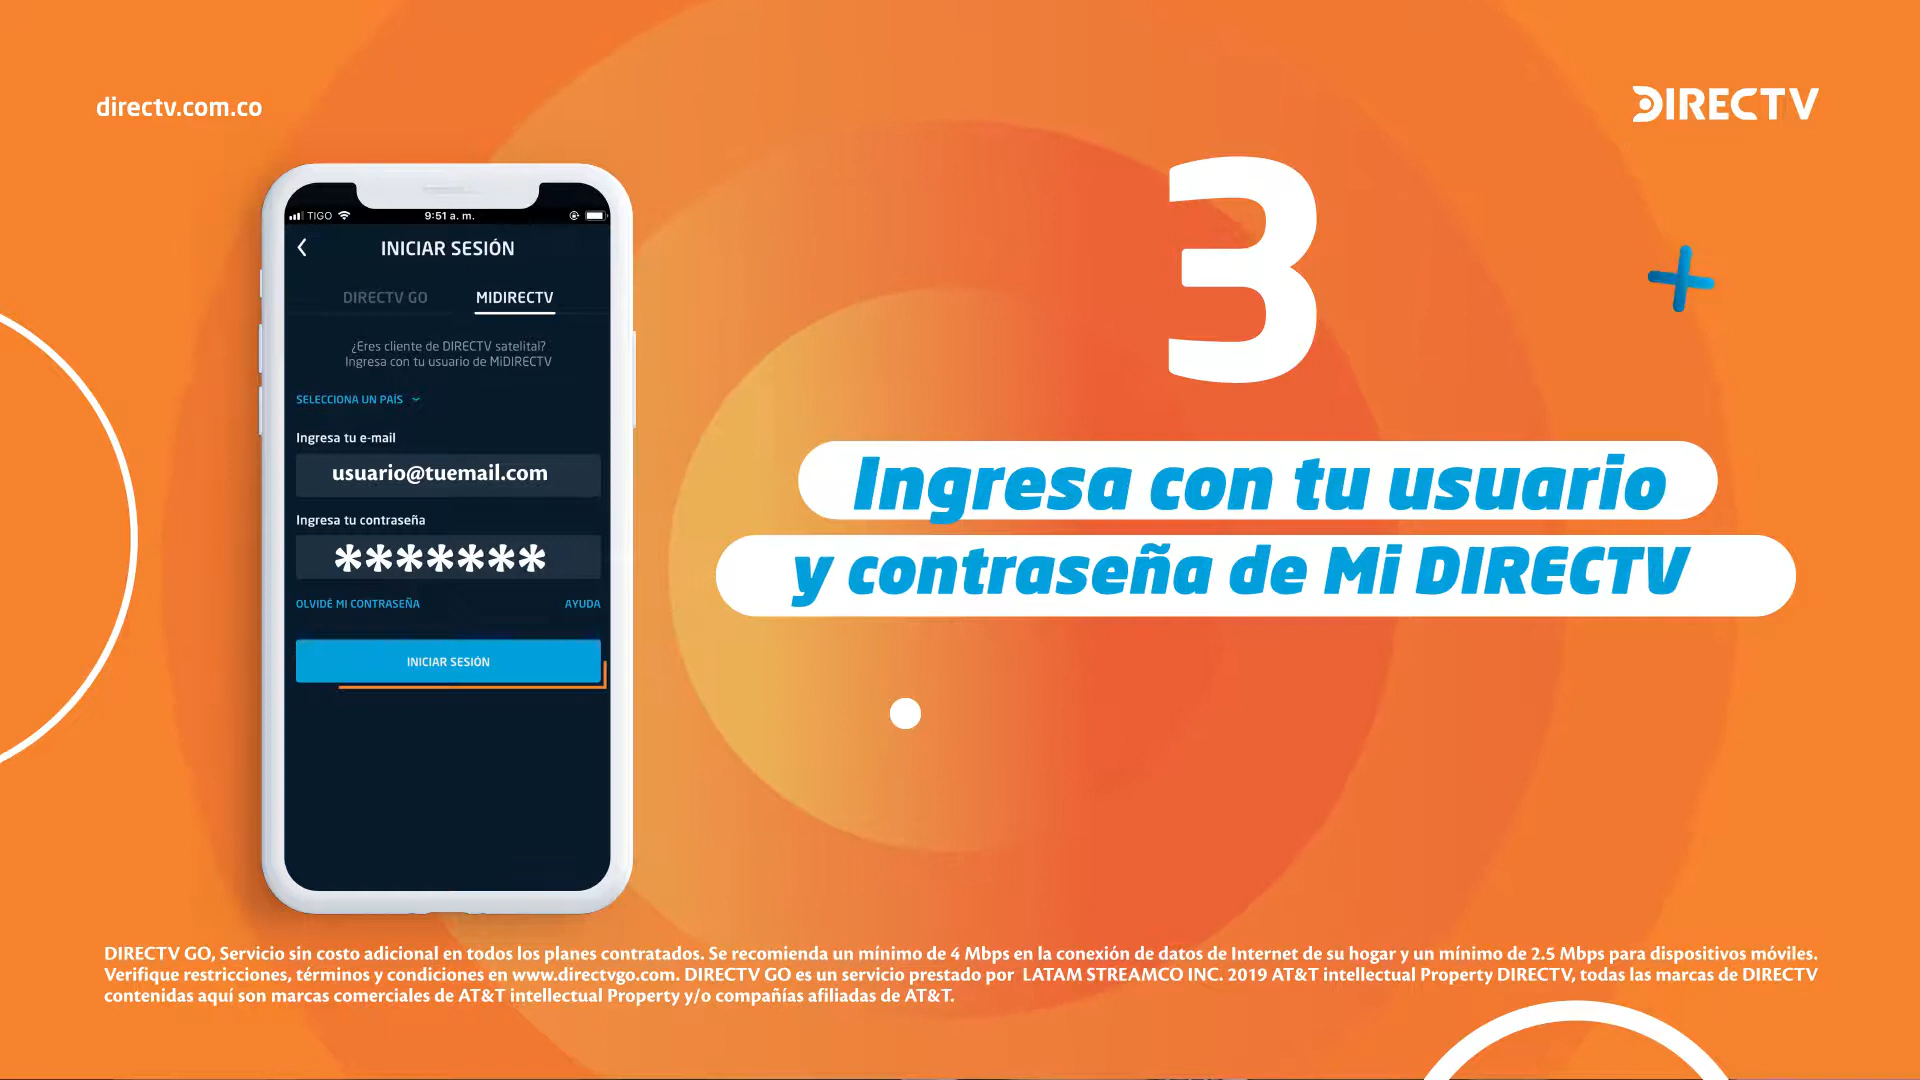 directv.com.co
DIRECTV
TIGO
9:51 a. m.
INICIAR SESIÓN
DIRECTV GO
MIDIRECTV
¿Eres cliente de DIRECTV satelital?
Ingresa con tu usuario de MiDIRECTV
SELECCIONA UN PAÍS
Ingresa tu e-mail
usuario@tuemail.com
Ingresa tu contraseña
*******
OLVIDÉ MI CONTRASEÑA
AYUDA
INICIAR SESIÓN
3
Ingresa con tu usuario
y contraseña de Mi DIRECTV
DIRECTV GO, Servicio sin costo adicional en todos los planes contratados. Se recomienda un mínimo de 4 Mbps en la conexión de datos de Internet de su hogar y un mínimo de 2.5 Mbps para dispositivos móviles.
Verifique restricciones, términos y condiciones en www.directvgo.com. DIRECTV GO es un servicio prestado por LATAM STREAMCO INC. 2019 AT&T intellectual Property DIRECTV, todas las marcas de DIRECTV
contenidas aquí son marcas comerciales de AT&T intellectual Property y/o compañías afiliadas de AT&T.